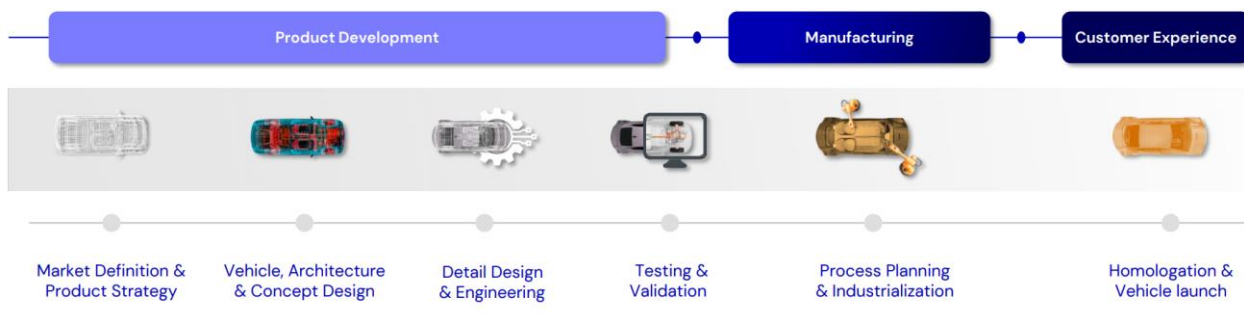 Product Development
Manufacturing
Customer Experience
Market Definition &
Product Strategy
Vehicle, Architecture
& Concept Design
Detail Design
& Engineering
Testing &
Validation
Process Planning
& Industrialization
Homologation &
Vehicle launch